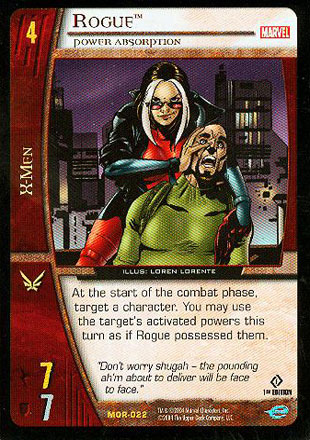 4
ROGUE™
POWER ABSORPTION
MARVEL
X-MEN
ILLUS: LOREN LORENTE
At the start of the combat phase,
target a character. You may use
the target's activated powers this
turn as if Rogue possessed them.
"Don't worry shugah – the pounding
ah'm about to deliver will be face
to face."
1ST EDITION
7
7
MOR-022